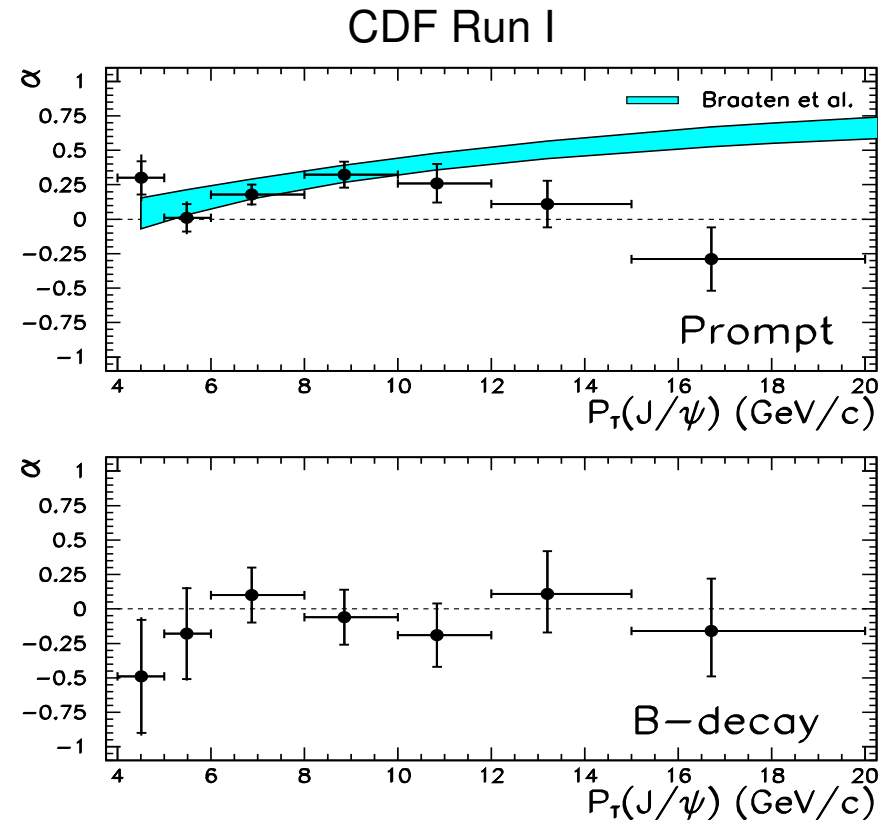 CDF Run I
α
1
0.75
0.5
0.25
0
−0.25
−0.5
−0.75
−1
Braaten et al.
Prompt
4 6 8 10 12 14 16 18 20
P_T(J/ψ) (GeV/c)
α
1
0.75
0.5
0.25
0
−0.25
−0.5
−0.75
−1
B−decay
4 6 8 10 12 14 16 18 20
P_T(J/ψ) (GeV/c)